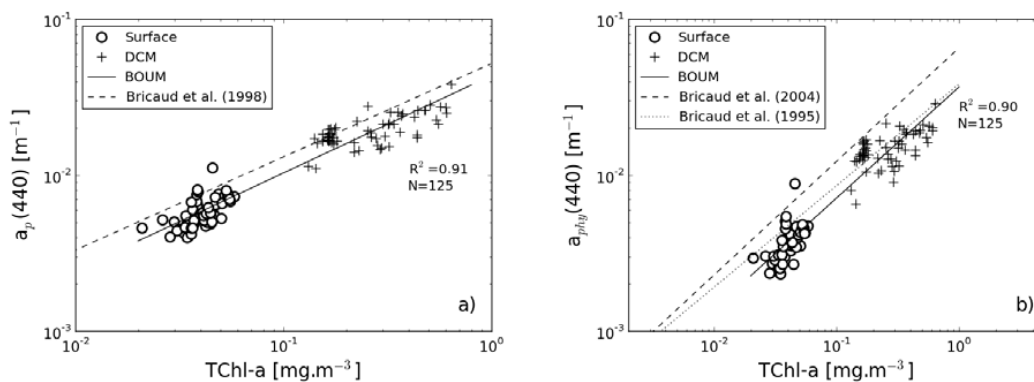 10⁻¹
10⁻²
10⁻³
aₚ(440) [m⁻¹]
Surface
DCM
BOUM
Bricaud et al. (1998)
R² =0.91
N=125
a)
10⁻² 10⁻¹ 10⁰
TChl-a [mg.m⁻³]
10⁻¹
10⁻²
10⁻³
aₚₕᵧ(440) [m⁻¹]
Surface
DCM
BOUM
Bricaud et al. (2004)
Bricaud et al. (1995)
R² =0.90
N=125
b)
10⁻² 10⁻¹ 10⁰
TChl-a [mg.m⁻³]